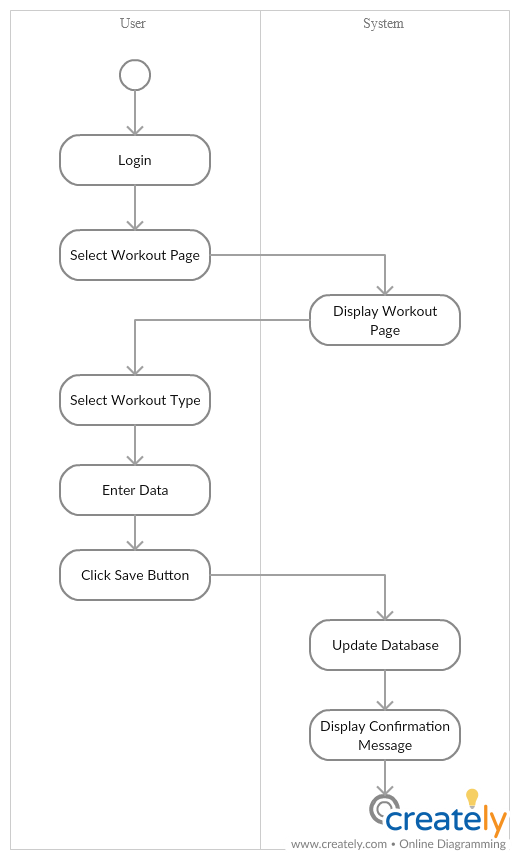 User
System
Login
Select Workout Page
Display Workout
Page
Select Workout Type
Enter Data
Click Save Button
Update Database
Display Confirmation
Message
creately
www.creately.com • Online Diagramming